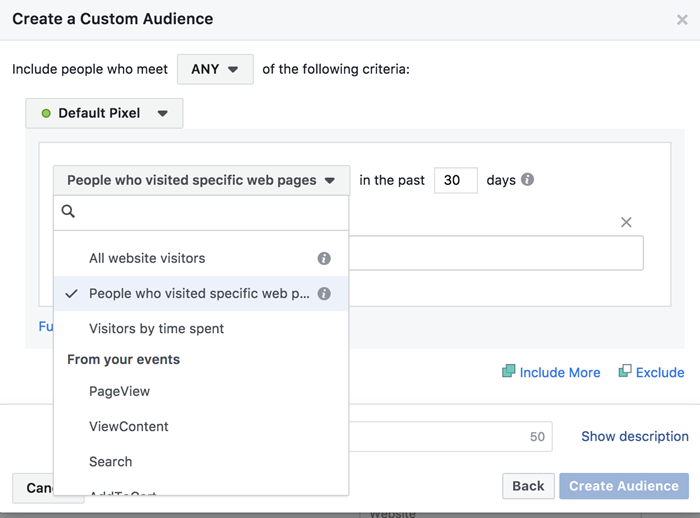 Create a Custom Audience
Include people who meet ANY of the following criteria:
Default Pixel
People who visited specific web pages in the past 30 days
All website visitors
People who visited specific web p...
Visitors by time spent
Fu
From your events
PageView
Include More Exclude
ViewContent
50 Show description
Search
AddToCart
Can Back Create Audience
Website